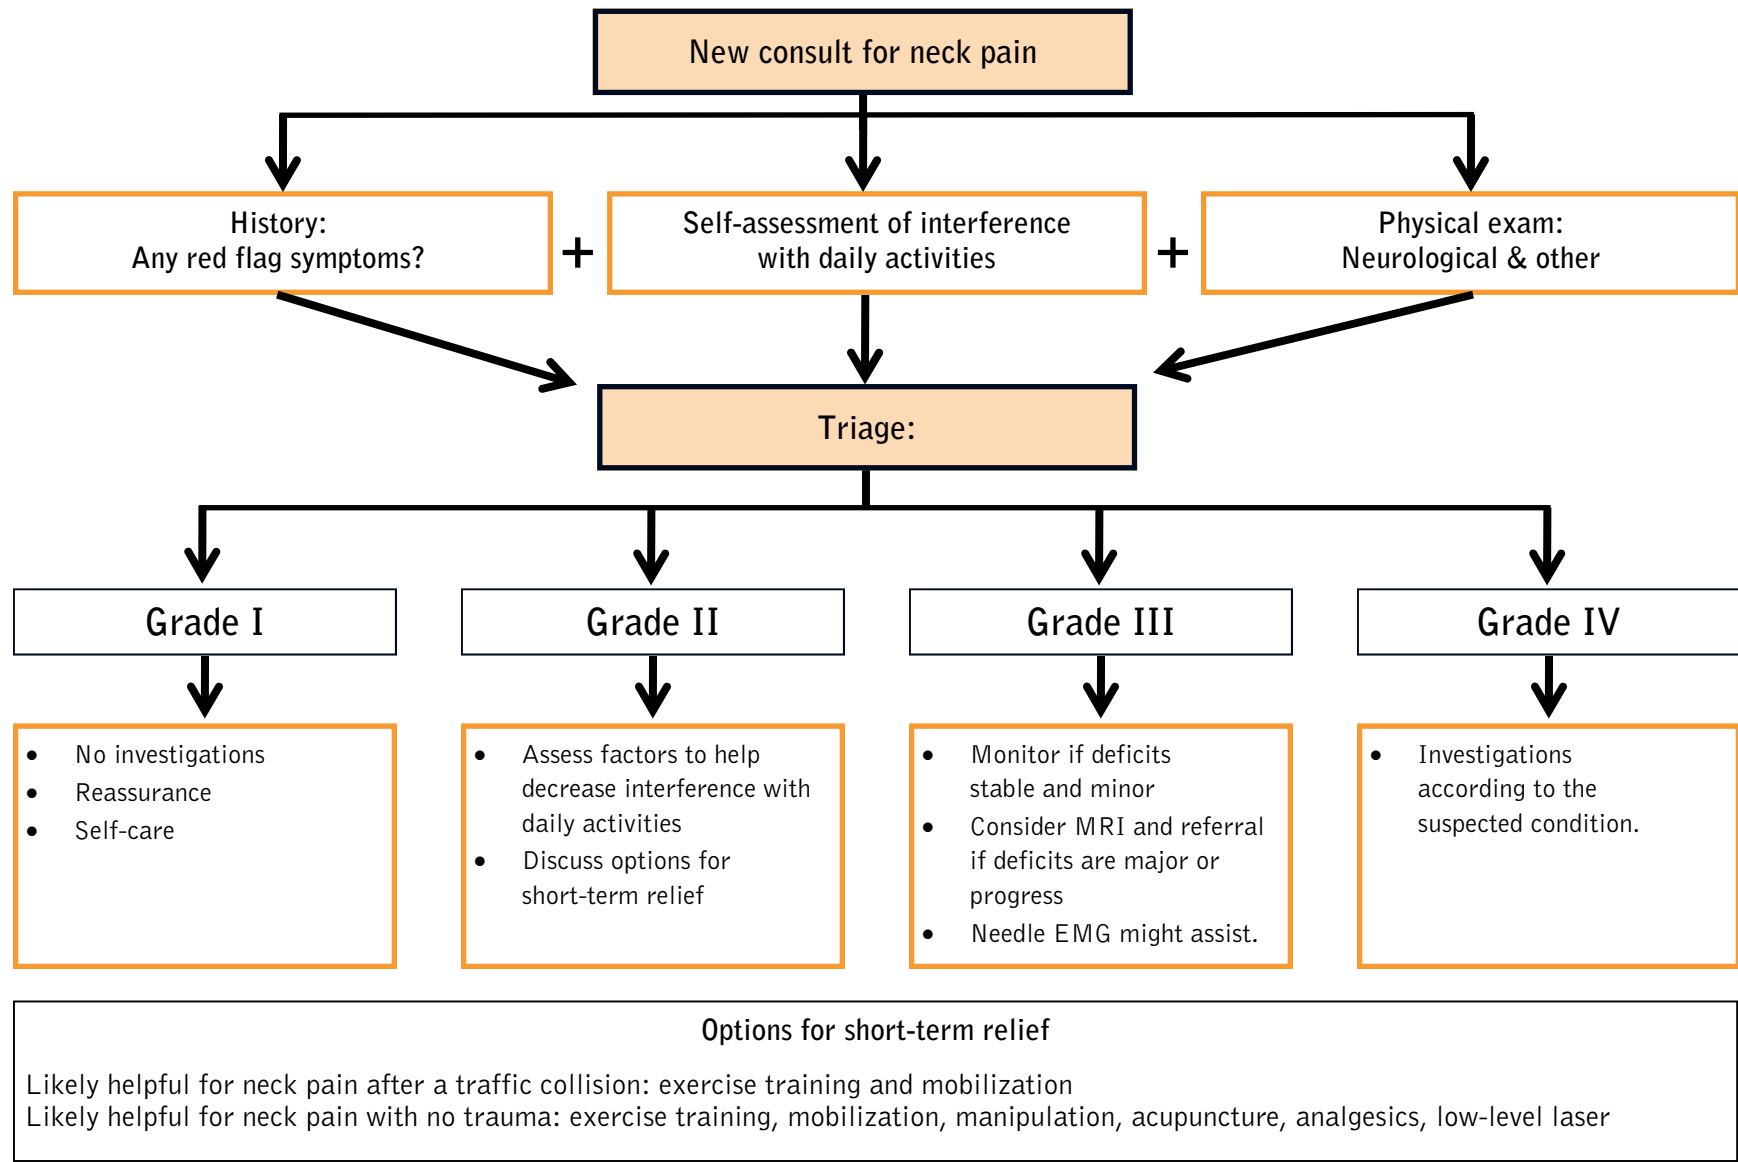 New consult for neck pain
History:
Any red flag symptoms?
+
Self-assessment of interference
with daily activities
+
Physical exam:
Neurological & other
Triage:
Grade I
Grade II
Grade III
Grade IV
• No investigations
• Reassurance
• Self-care
• Assess factors to help
decrease interference with
daily activities
• Discuss options for
short-term relief
• Monitor if deficits
stable and minor
• Consider MRI and referral
if deficits are major or
progress
• Needle EMG might assist.
• Investigations
according to the
suspected condition.
Options for short-term relief
Likely helpful for neck pain after a traffic collision: exercise training and mobilization
Likely helpful for neck pain with no trauma: exercise training, mobilization, manipulation, acupuncture, analgesics, low-level laser